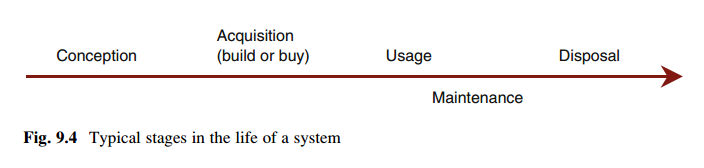 Conception
Acquisition
(build or buy)
Usage
Disposal
Maintenance
Fig. 9.4 Typical stages in the life of a system